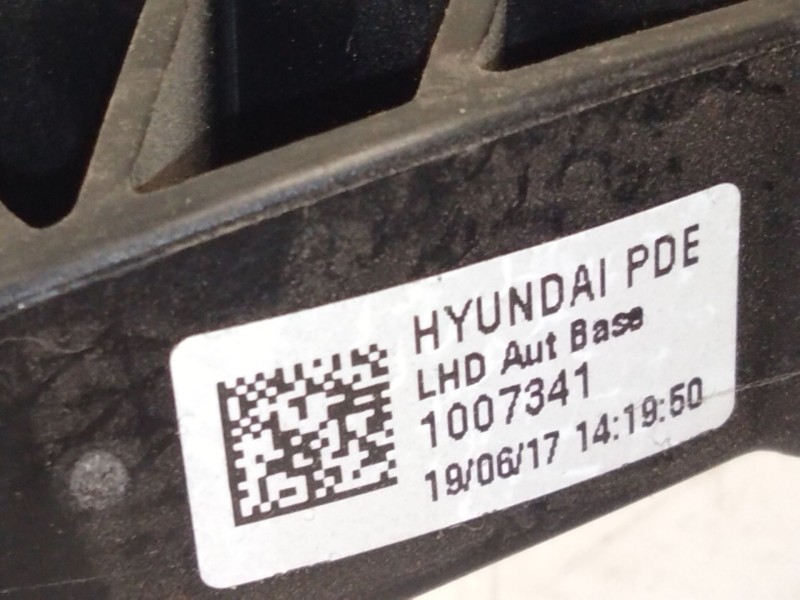 HYUNDAI PDE
LHD Aut Base
1007341
19/06/17 14:19:50